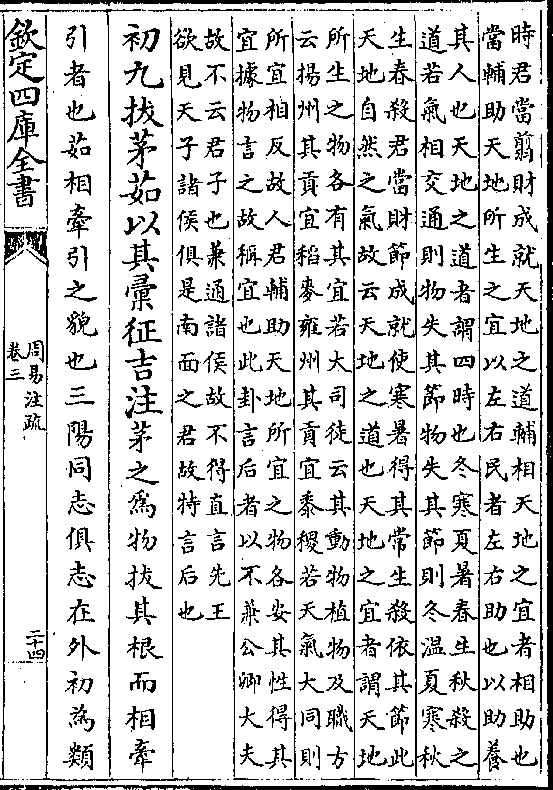 時君當翦財成就天地之道輔相天地之宜者相助也
當輔助天地所生之宜以左右民者左右助也以助養
其人也天地之道者謂四時也冬寒夏暑春生秋殺之
道若氣相交通則物失其節物失其節則冬溫夏寒秋
生春殺君當財節成就使寒暑得其常生殺依其節此
天地自然之氣故云天地之道也天地之宜者謂天地
所生之物各有其宜若大司徒云其動物植物及職方
云揚州其貢宜稻麥雍州其貢宜黍稷若天氣大同則
所宜相反故人君輔助天地所宜之物各安其性得其
宜據物言之故稱宜也此卦言后者以不兼公卿大夫
故不云君子也兼通諸侯故不得直言先王
欲見天子諸侯俱是南面之君故特言后也
初九拔茅茹以其彙征吉注茅之為物拔其根而相牽
引者也茹相牽引之貌也三陽同志俱志在外初為類
欽定四庫全書
周易注疏
卷三
二十四